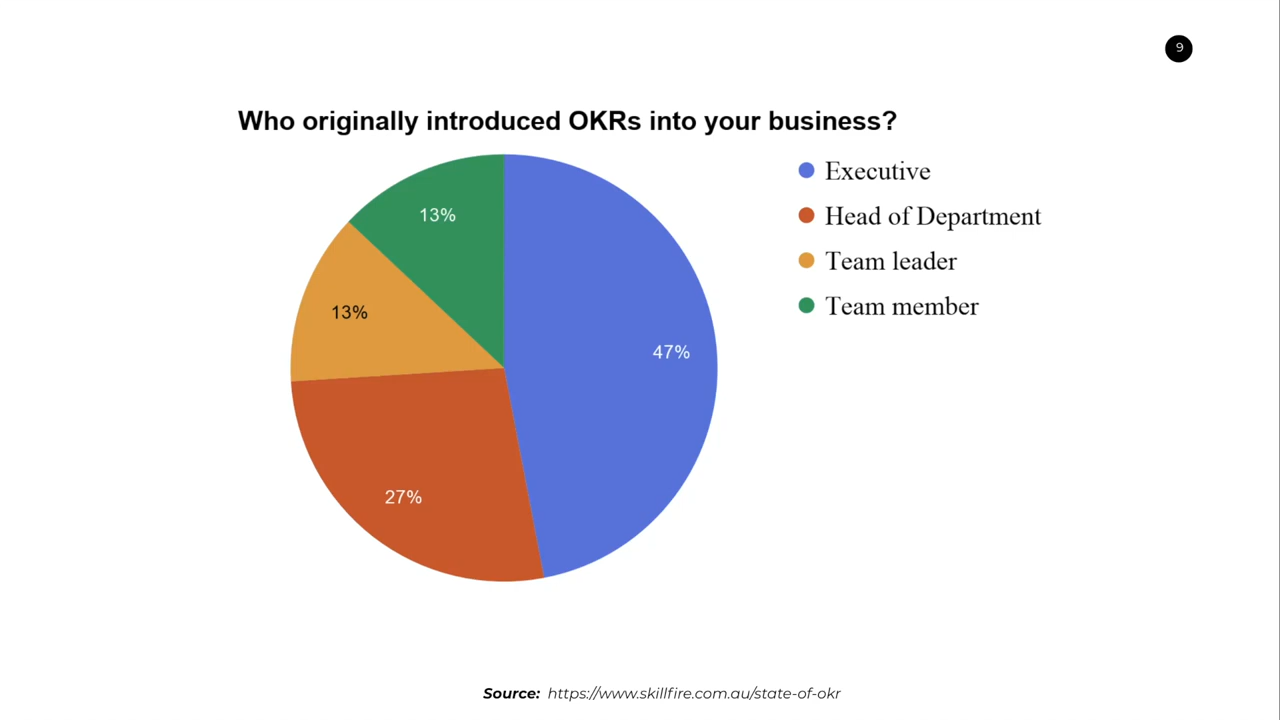 9
Who originally introduced OKRs into your business?
Executive
Head of Department
Team leader
Team member
13%
13%
47%
27%
Source: https://www.skillfire.com.au/state-of-okr